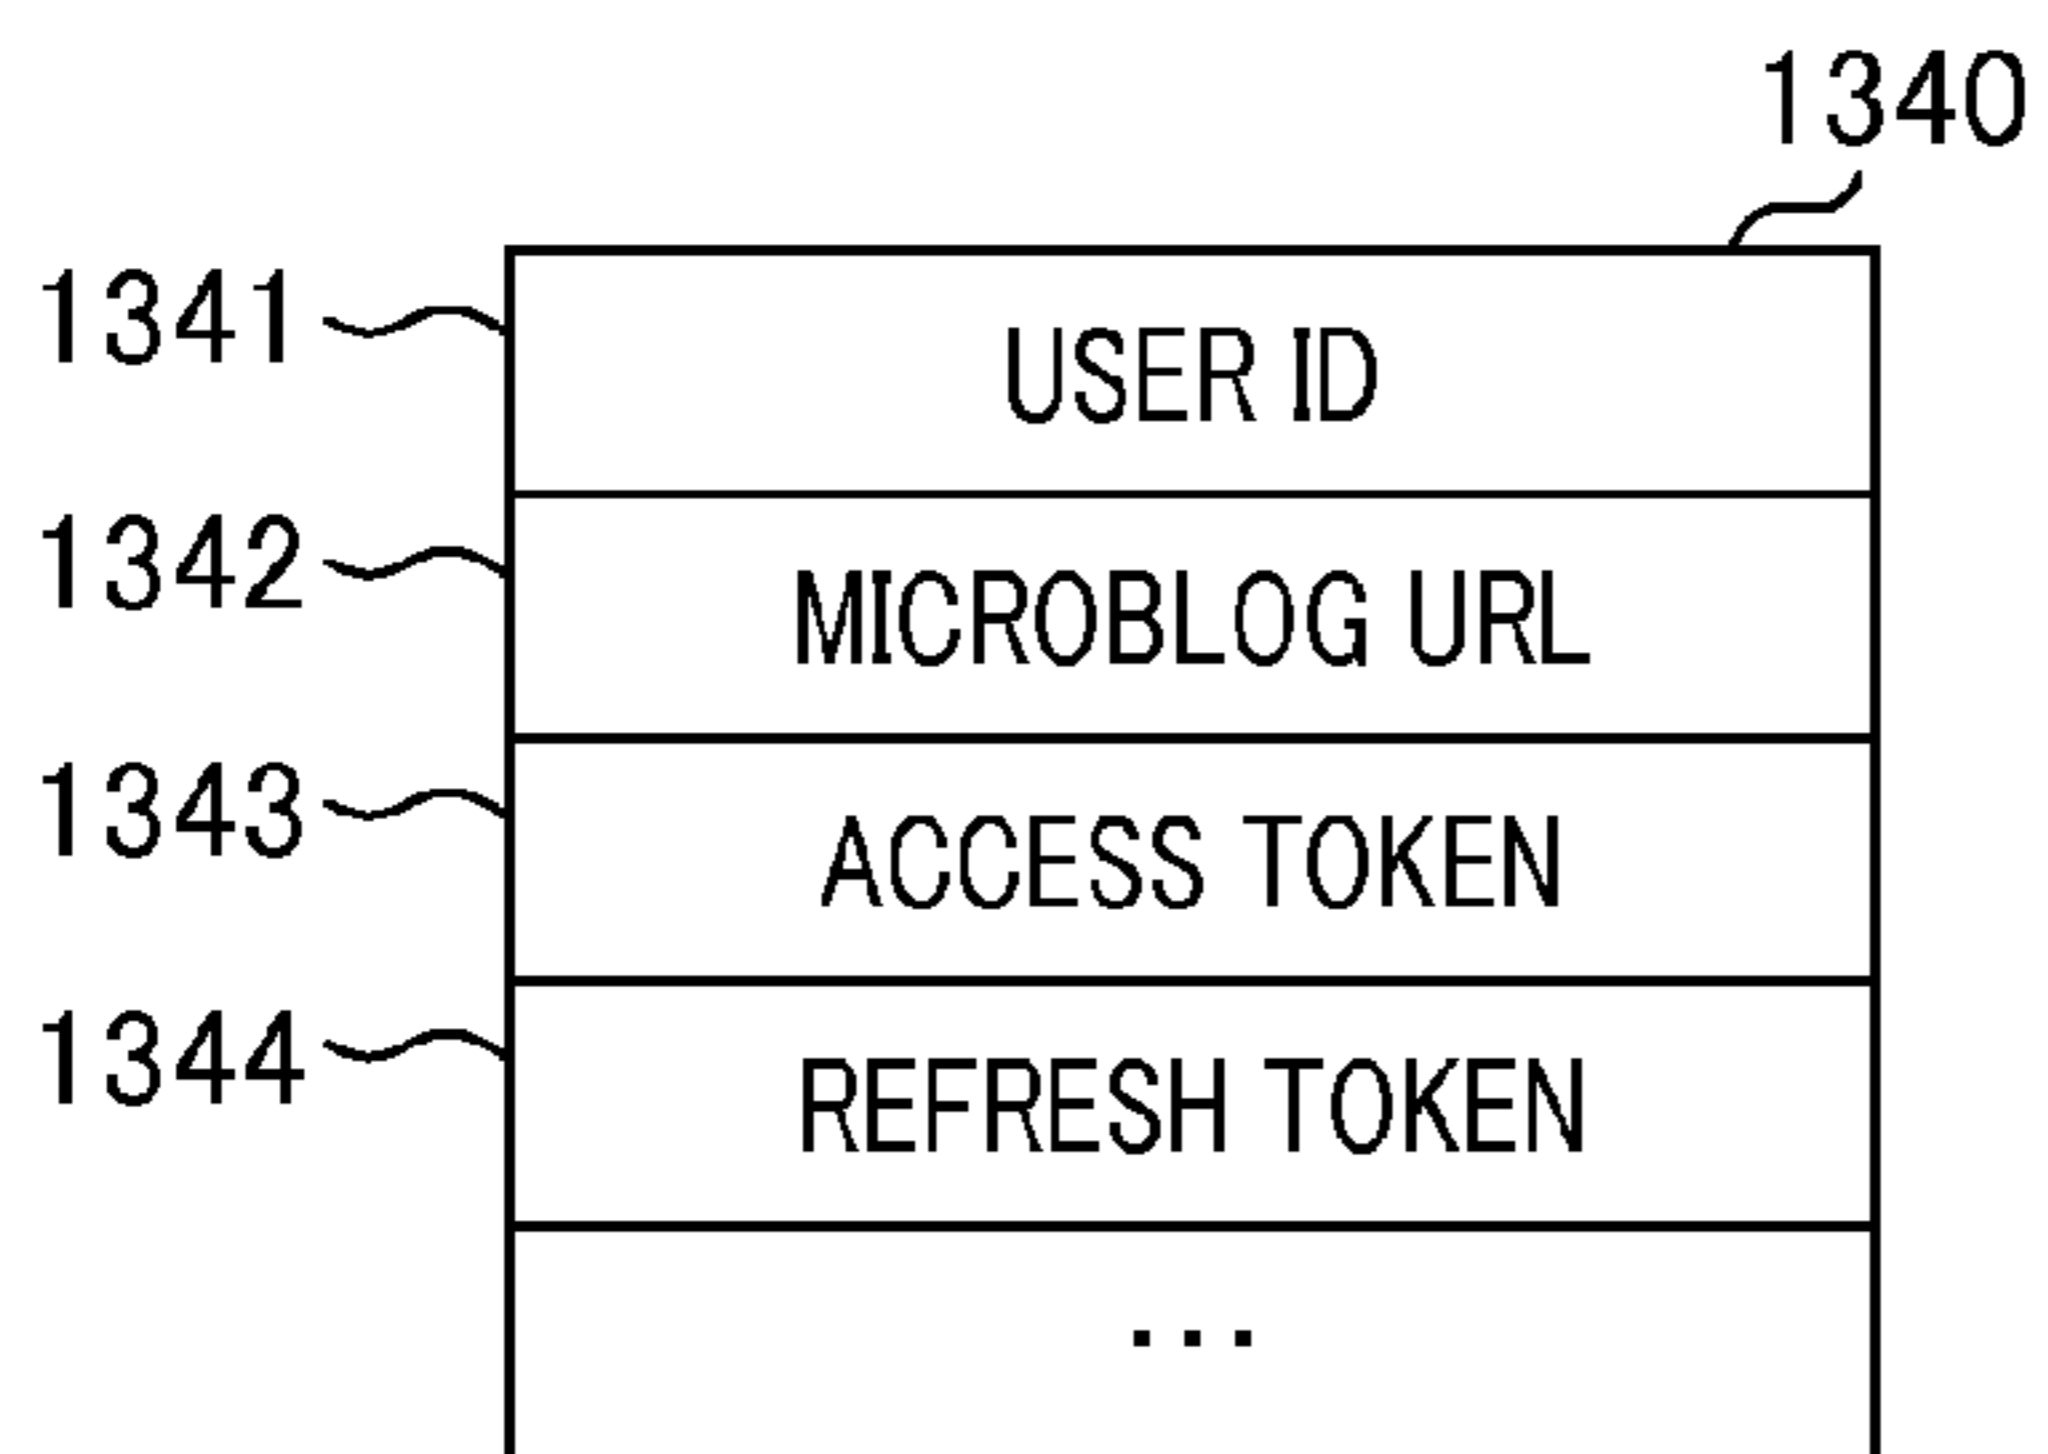 1340
1341 USER ID
1342 MICROBLOG URL
1343 ACCESS TOKEN
1344 REFRESH TOKEN
...